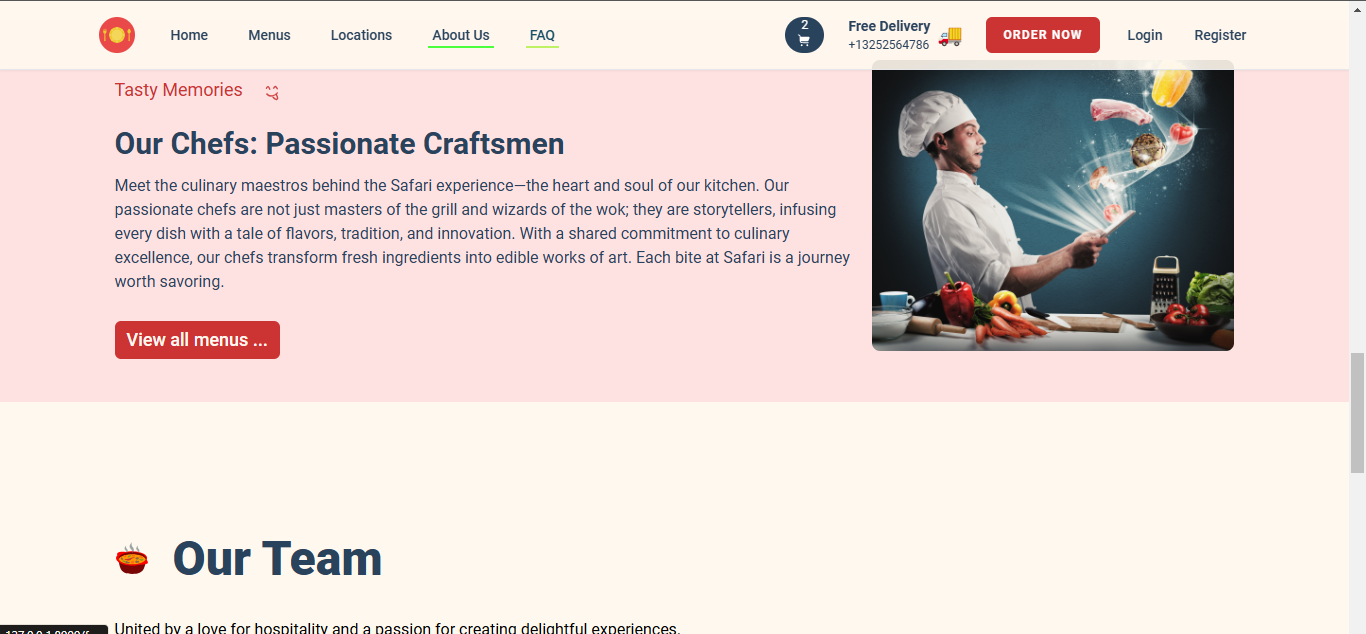 Home Menus Locations About Us FAQ 2 Free Delivery ORDER NOW Login Register
+13252564786
Tasty Memories
Our Chefs: Passionate Craftsmen
Meet the culinary maestros behind the Safari experience—the heart and soul of our kitchen. Our
passionate chefs are not just masters of the grill and wizards of the wok; they are storytellers, infusing
every dish with a tale of flavors, tradition, and innovation. With a shared commitment to culinary
excellence, our chefs transform fresh ingredients into edible works of art. Each bite at Safari is a journey
worth savoring.
View all menus ...
Our Team
United by a love for hospitality and a passion for creating delightful experiences,